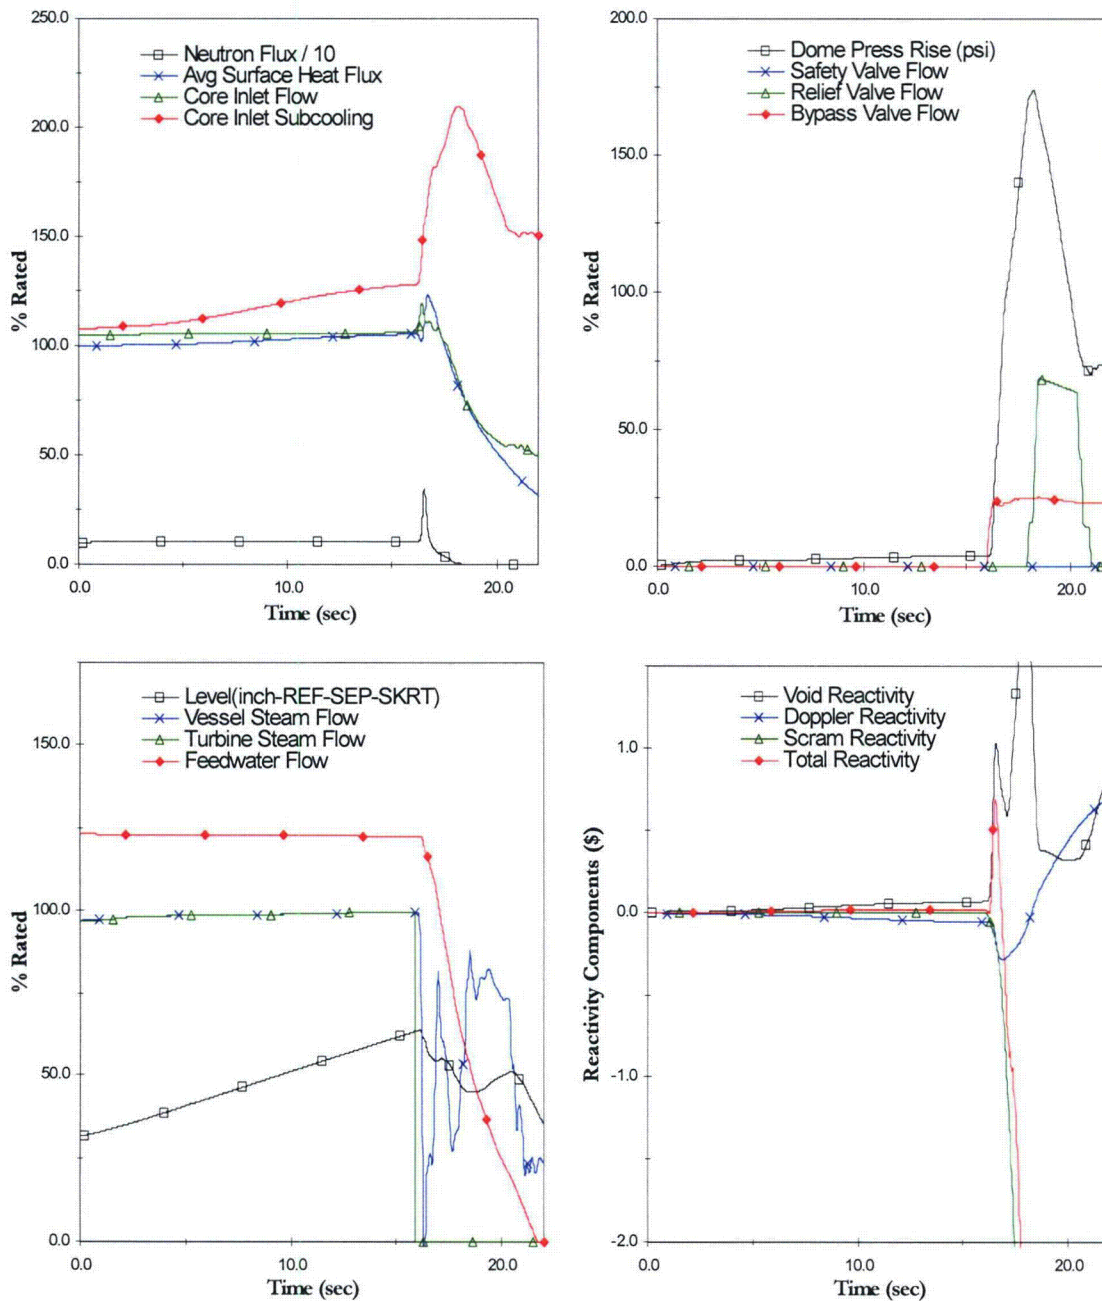 250.0
200.0
150.0
100.0
50.0
0.0
% Rated
Neutron Flux / 10
Avg Surface Heat Flux
Core Inlet Flow
Core Inlet Subcooling
0.0 10.0 20.0
Time (sec)
200.0
150.0
100.0
50.0
0.0
% Rated
Dome Press Rise (psi)
Safety Valve Flow
Relief Valve Flow
Bypass Valve Flow
0.0 10.0 20.0
Time (sec)
150.0
100.0
50.0
0.0
% Rated
Level(inch-REF-SEP-SKRT)
Vessel Steam Flow
Turbine Steam Flow
Feedwater Flow
0.0 10.0 20.0
Time (sec)
1.0
0.0
-1.0
-2.0
Reactivity Components ($)
Void Reactivity
Doppler Reactivity
Scram Reactivity
Total Reactivity
0.0 10.0 20.0
Time (sec)